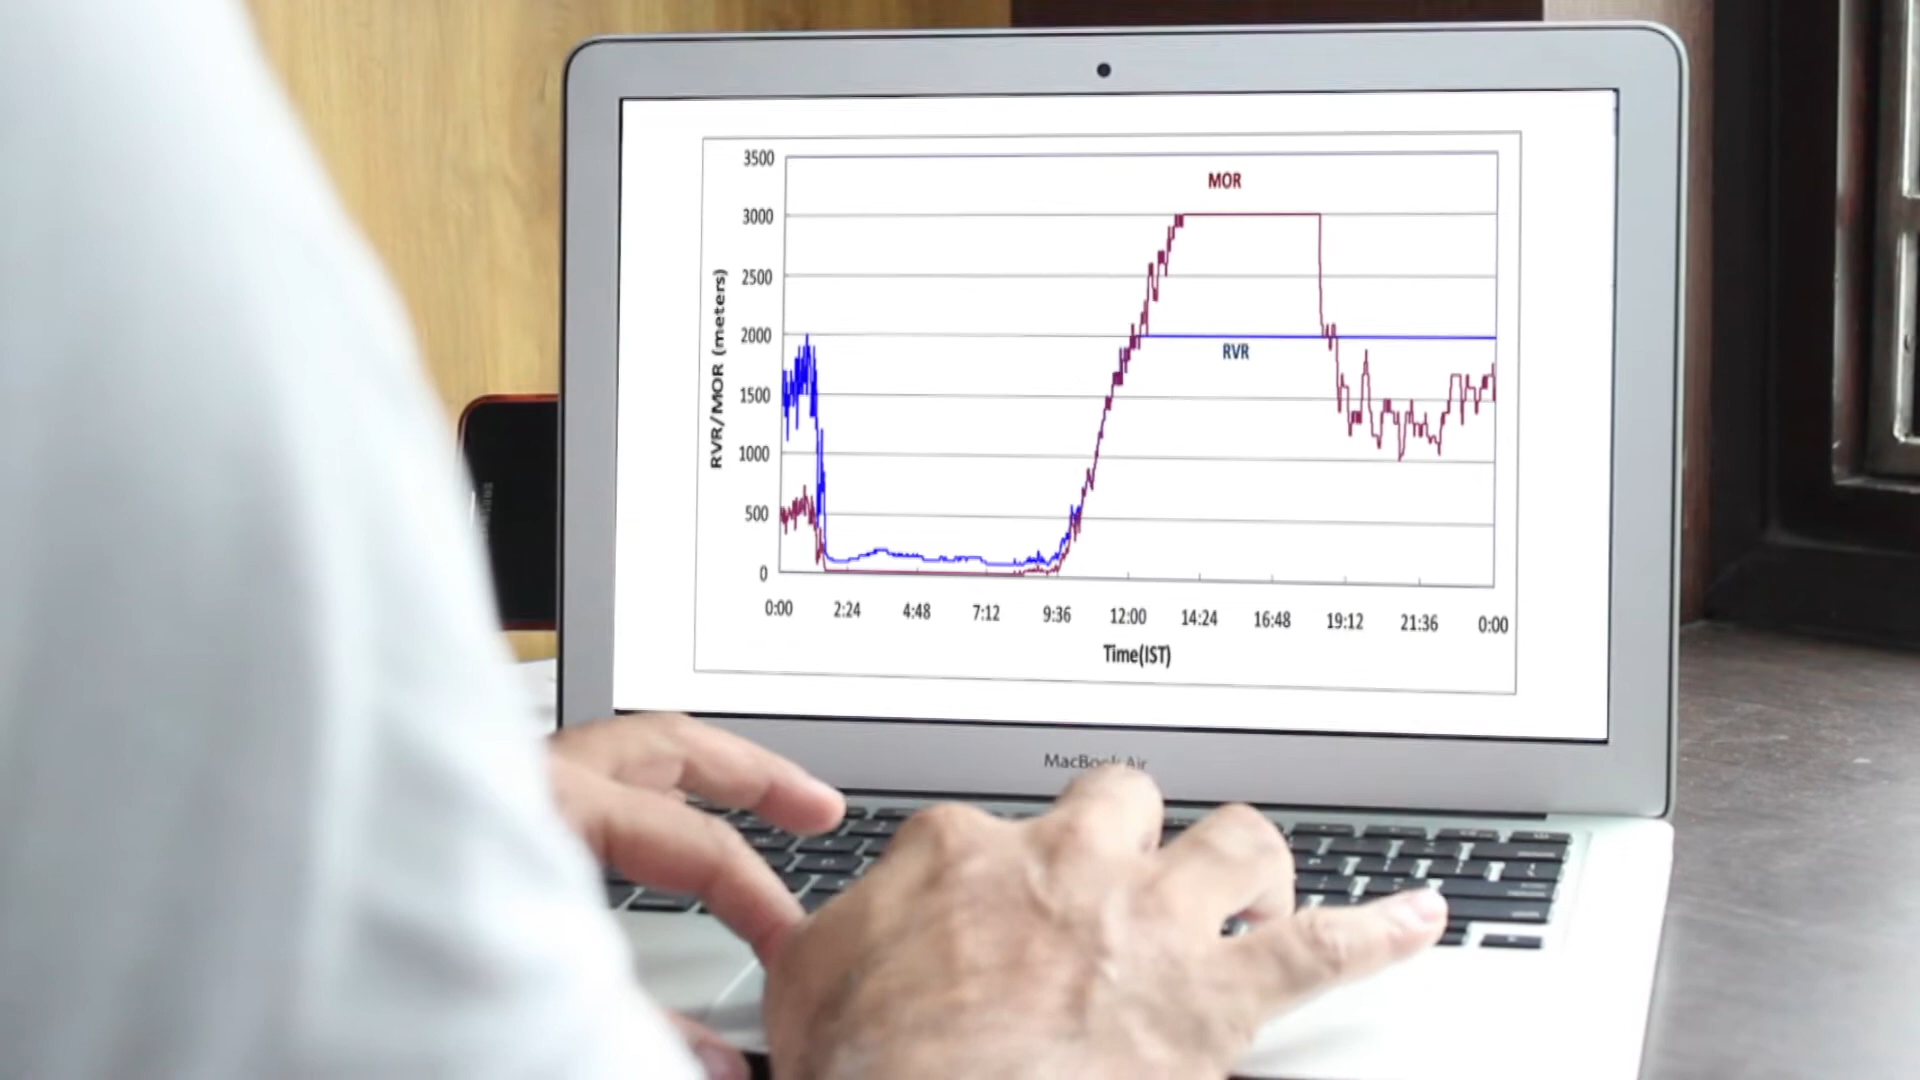 MOR
3500
3000
2500
2000
1500
1000
500
0
RVR
RVR/MOR (meters)
0:00 2:24 4:48 7:12 9:36 12:00 14:24 16:48 19:12 21:36 0:00
Time(IST)
MacBook Air
SAMSUNG